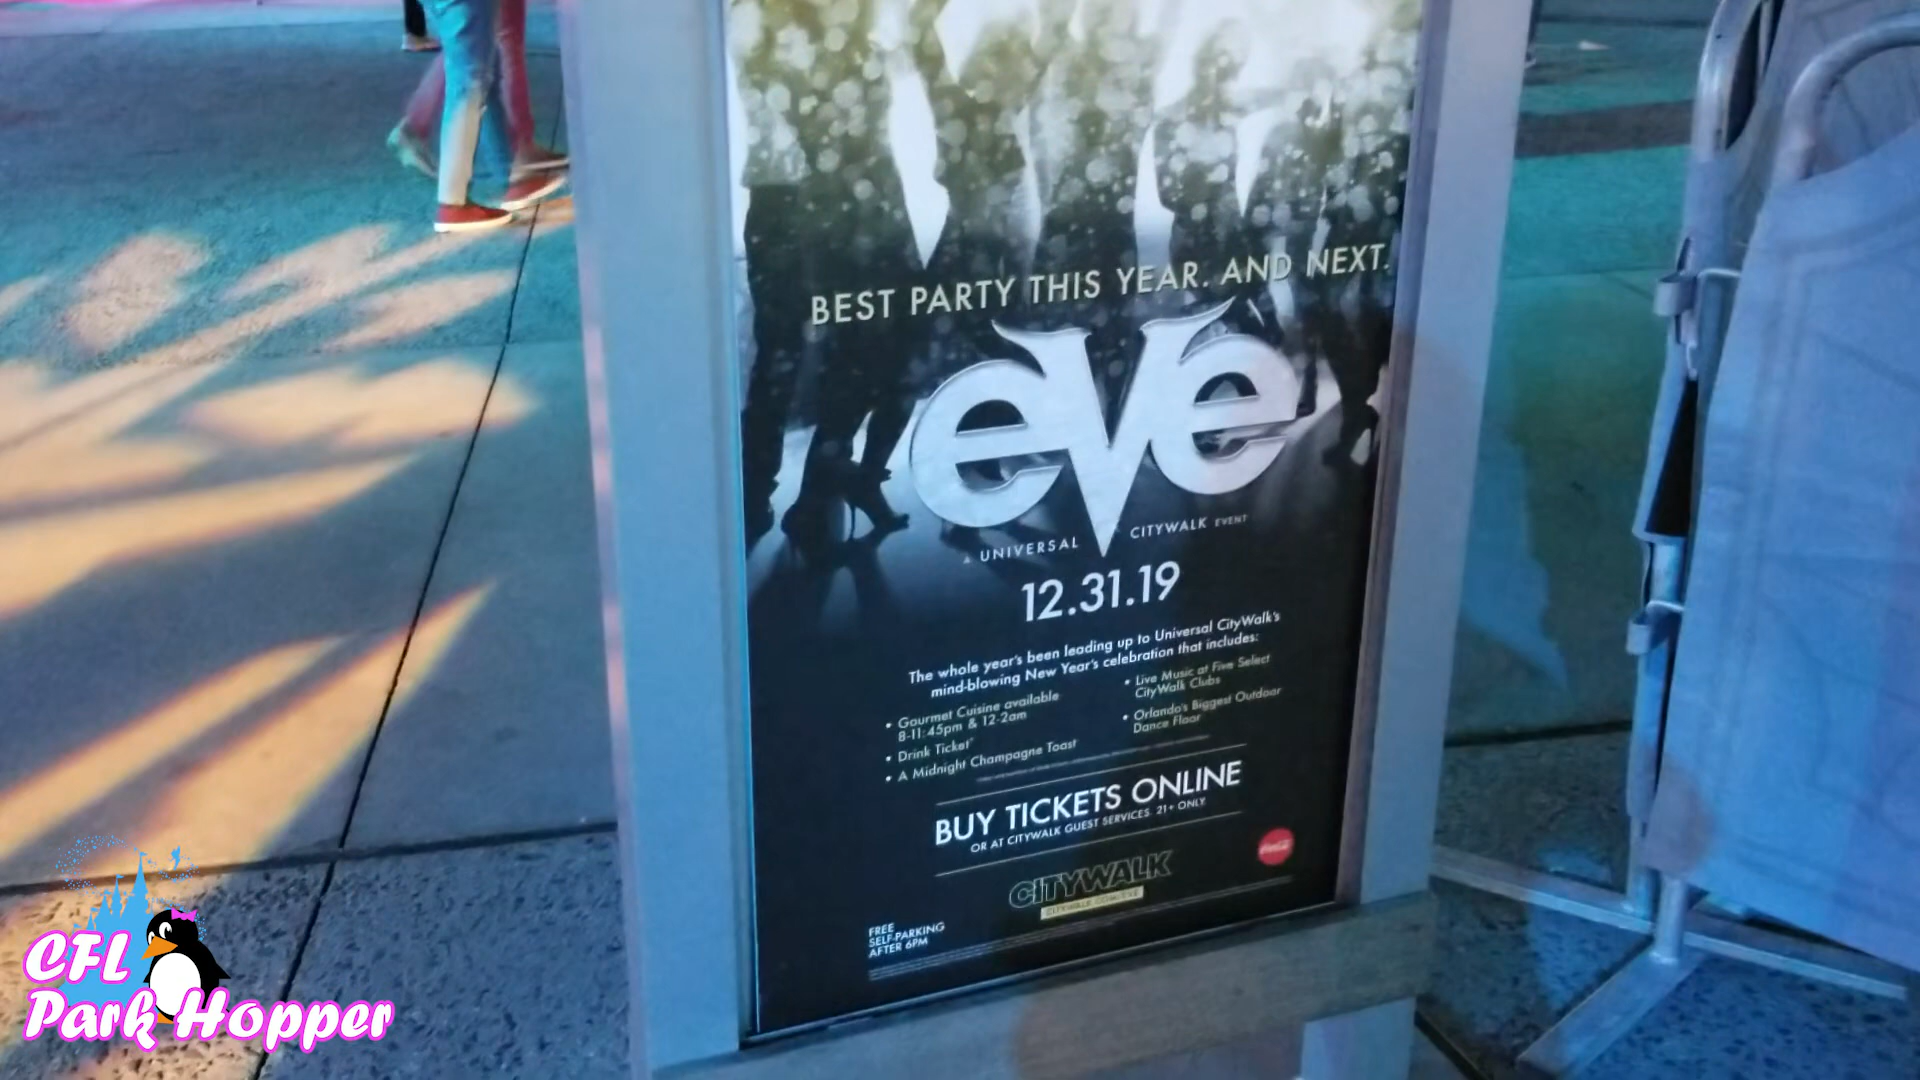 BEST PARTY THIS YEAR. AND NEXT.
eve
A UNIVERSAL CITYWALK EVENT
12.31.19
The whole year's been leading up to Universal CityWalk's
mind-blowing New Year's celebration that includes:
• Gourmet Cuisine available
8-11:45pm & 12-2am
• Drink Ticket*
• A Midnight Champagne Toast
• Live Music at Five Select
CityWalk Clubs
• Orlando's Biggest Outdoor
Dance Floor
BUY TICKETS ONLINE
OR AT CITYWALK GUEST SERVICES. 21+ ONLY.
CITYWALK
Coca-Cola
FREE
SELF-PARKING
AFTER 6PM
CFL
Park Hopper